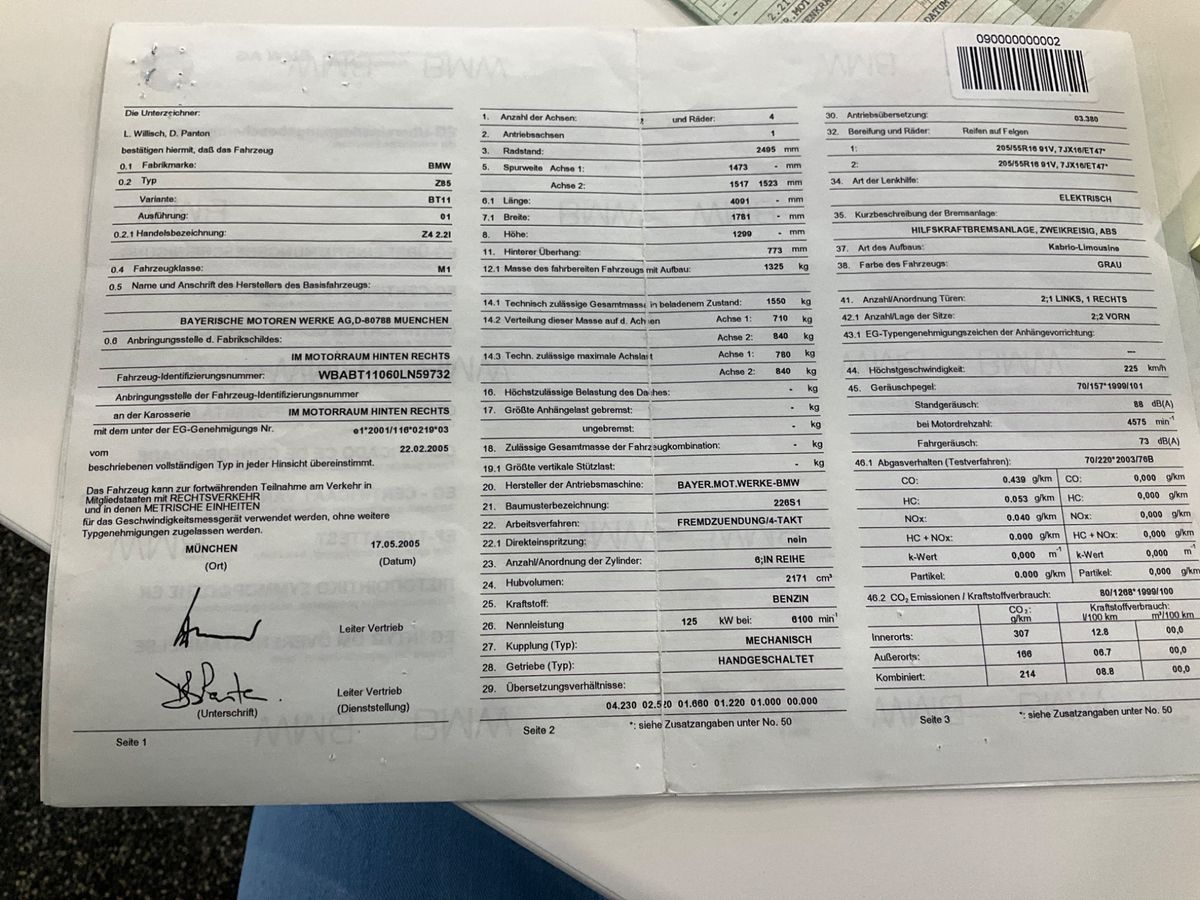 Die Unterzeichner:
L. Willisch, D. Panton
bestätigen hiermit, daß das Fahrzeug
0.1 Fabrikmarke: BMW
0.2 Typ Z85
Variante: BT11
Ausführung: 01
0.2.1 Handelsbezeichnung: Z4 2.2I
0.4 Fahrzeugklasse: M1
0.5 Name und Anschrift des Herstellers des Basisfahrzeugs:
BAYERISCHE MOTOREN WERKE AG,D-80788 MUENCHEN
0.6 Anbringungsstelle d. Fabrikschildes:
IM MOTORRAUM HINTEN RECHTS
Fahrzeug-Identifizierungsnummer: WBABT11060LN59732
Anbringungsstelle der Fahrzeug-Identifizierungsnummer
an der Karosserie IM MOTORRAUM HINTEN RECHTS
mit dem unter der EG-Genehmigungs Nr. e1*2001/116*0219*03
vom 22.02.2005
beschriebenen vollständigen Typ in jeder Hinsicht übereinstimmt.
Das Fahrzeug kann zur fortwährenden Teilnahme am Verkehr in
Mitgliedstaaten mit RECHTSVERKEHR
und in denen METRISCHE EINHEITEN
für das Geschwindigkeitsmessgerät verwendet werden, ohne weitere
Typgenehmigungen zugelassen werden.
MÜNCHEN 17.05.2005
(Ort) (Datum)
Leiter Vertrieb
Leiter Vertrieb
(Unterschrift) (Dienststellung)
Seite 1
1. Anzahl der Achsen: 2 und Räder: 4
2. Antriebsachsen 1
3. Radstand: 2495 mm
5. Spurweite Achse 1: 1473 - mm
Achse 2: 1517 1523 mm
6.1 Länge: 4091 - mm
7.1 Breite: 1781 - mm
8. Höhe: 1299 - mm
11. Hinterer Überhang: 773 mm
12.1 Masse des fahrbereiten Fahrzeugs mit Aufbau: 1325 kg
14.1 Technisch zulässige Gesamtmasse in beladenem Zustand: 1550 kg
14.2 Verteilung dieser Masse auf d. Achsen Achse 1: 710 kg
Achse 2: 840 kg
14.3 Techn. zulässige maximale Achslast Achse 1: 780 kg
Achse 2: 840 kg
16. Höchstzulässige Belastung des Daches: - kg
17. Größte Anhängelast gebremst: - kg
ungebremst: - kg
18. Zulässige Gesamtmasse der Fahrzeugkombination: - kg
19.1 Größte vertikale Stützlast: - kg
20. Hersteller der Antriebsmaschine: BAYER.MOT.WERKE-BMW
21. Baumusterbezeichnung: 226S1
22. Arbeitsverfahren: FREMDZUENDUNG/4-TAKT
22.1 Direkteinspritzung: nein
23. Anzahl/Anordnung der Zylinder: 6;IN REIHE
24. Hubvolumen: 2171 cm³
25. Kraftstoff: BENZIN
26. Nennleistung 125 kW bei: 6100 min⁻¹
27. Kupplung (Typ): MECHANISCH
28. Getriebe (Typ): HANDGESCHALTET
29. Übersetzungsverhältnisse:
04.230 02.520 01.660 01.220 01.000 00.000
Seite 2 *: siehe Zusatzangaben unter No. 50
090000000002
30. Antriebsübersetzung: 03.380
32. Bereifung und Räder: Reifen auf Felgen
1: 205/55R16 91V, 7JX16/ET47*
2: 205/55R16 91V, 7JX16/ET47*
34. Art der Lenkhilfe:
ELEKTRISCH
35. Kurzbeschreibung der Bremsanlage:
HILFSKRAFTBREMSANLAGE, ZWEIKREISIG, ABS
37. Art des Aufbaus: Kabrio-Limousine
38. Farbe des Fahrzeugs: GRAU
41. Anzahl/Anordnung Türen: 2;1 LINKS, 1 RECHTS
42.1 Anzahl/Lage der Sitze: 2;2 VORN
43.1 EG-Typengenehmigungszeichen der Anhängevorrichtung:
---
44. Höchstgeschwindigkeit: 225 km/h
45. Geräuschpegel: 70/157*1999/101
Standgeräusch: 88 dB(A)
bei Motordrehzahl: 4575 min⁻¹
Fahrgeräusch: 73 dB(A)
46.1 Abgasverhalten (Testverfahren): 70/220*2003/76B
CO: 0.439 g/km CO: 0,000 g/km
HC: 0.053 g/km HC: 0,000 g/km
NOx: 0.040 g/km NOx: 0,000 g/km
HC + NOx: 0.000 g/km HC + NOx: 0,000 g/km
k-Wert 0,000 m⁻¹ k-Wert 0,000 m⁻¹
Partikel: 0.000 g/km Partikel: 0,000 g/km
46.2 CO₂ Emissionen / Kraftstoffverbrauch: 80/1268*1999/100
CO₂: Kraftstoffverbrauch:
g/km l/100 km m³/100 km
Innerorts: 307 12.8 00,0
Außerorts: 166 06.7 00,0
Kombiniert: 214 08.8 00,0
Seite 3 *: siehe Zusatzangaben unter No. 50